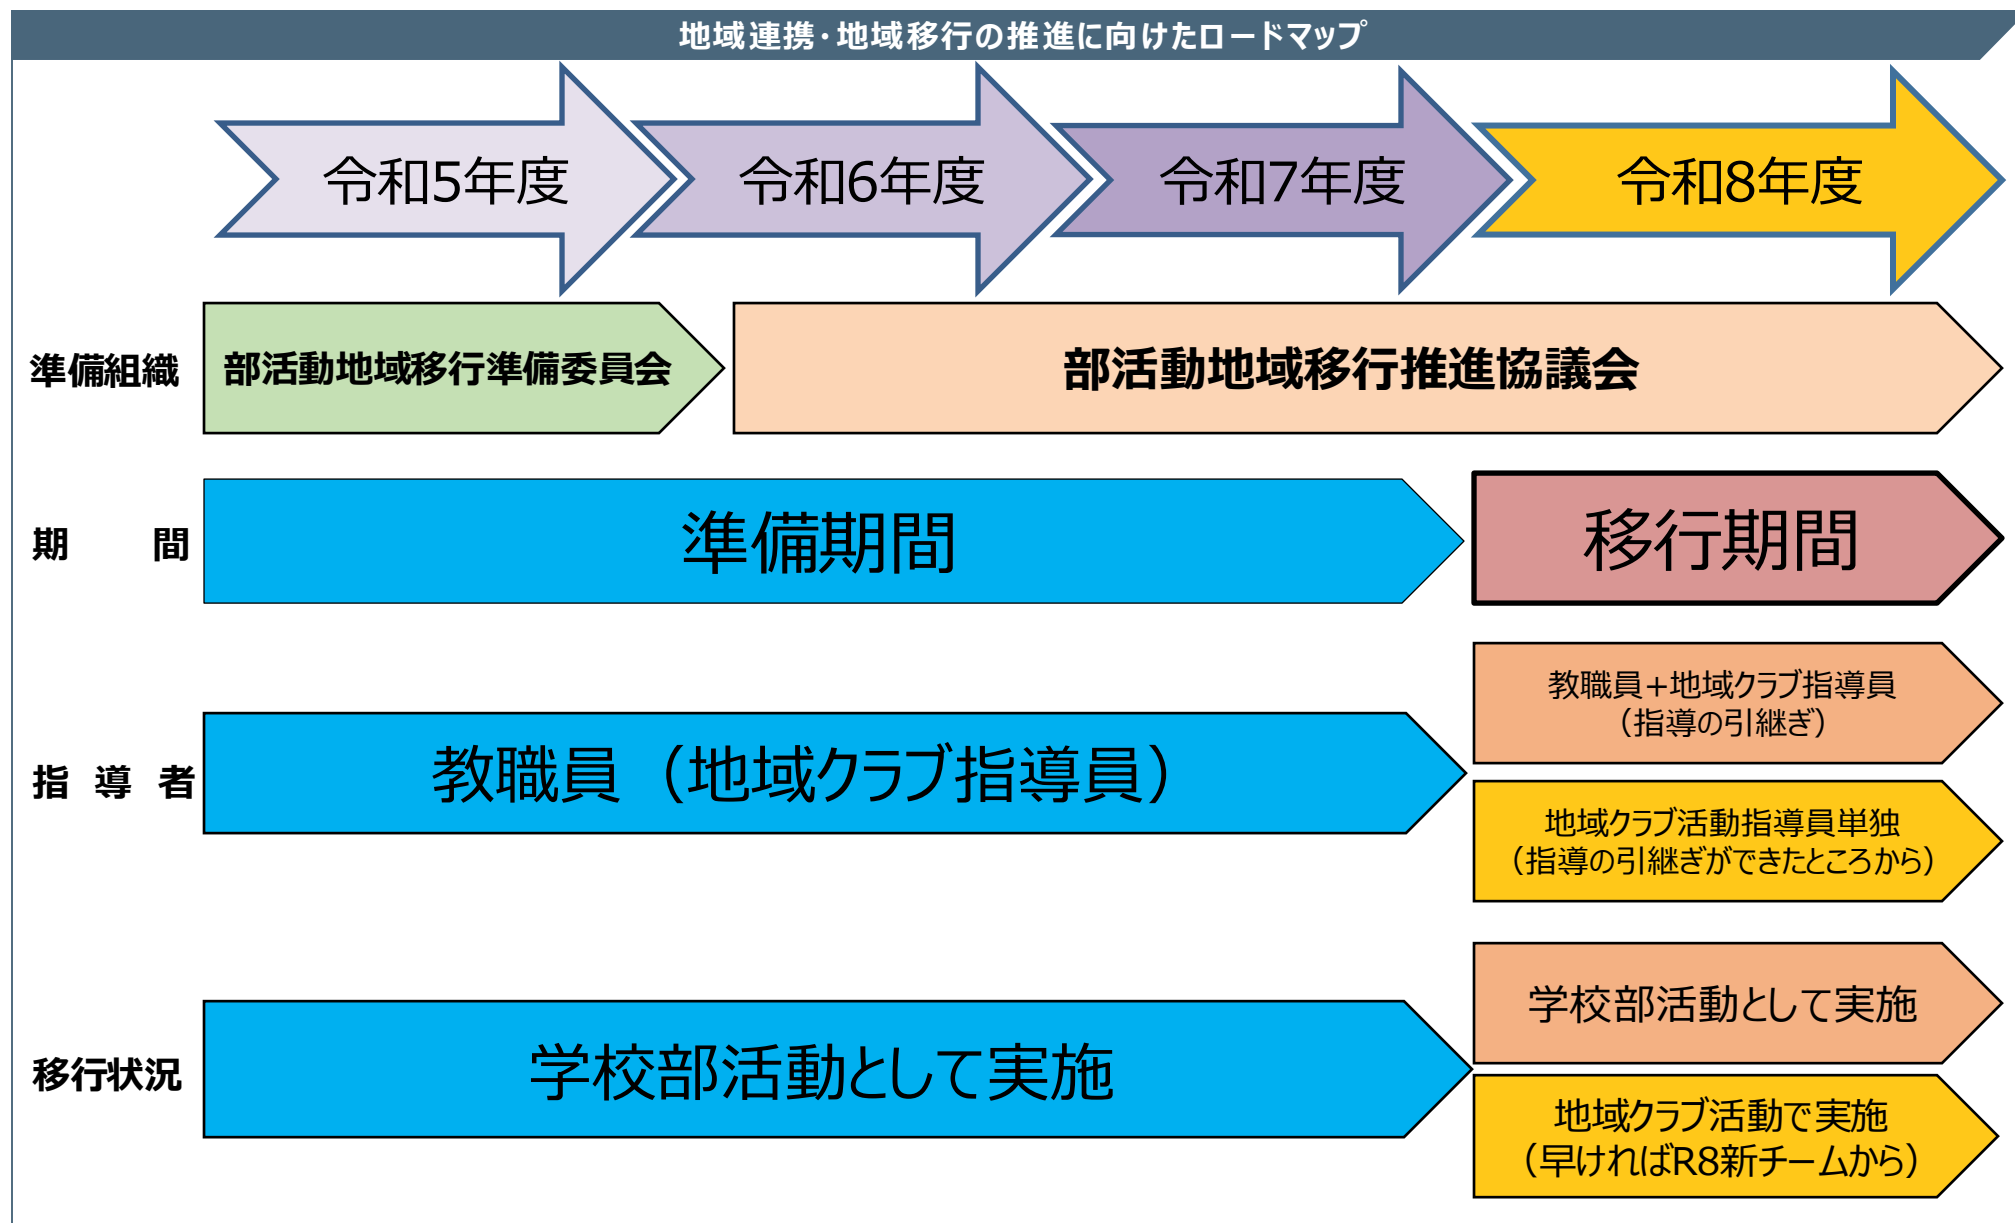 地域連携・地域移行の推進に向けたロードマップ
令和5年度
令和6年度
令和7年度
令和8年度
準備組織
部活動地域移行準備委員会
部活動地域移行推進協議会
期　　間
準備期間
移行期間
指 導 者
教職員（地域クラブ指導員）
教職員+地域クラブ指導員
（指導の引継ぎ）
地域クラブ活動指導員単独
（指導の引継ぎができたところから）
移行状況
学校部活動として実施
学校部活動として実施
地域クラブ活動で実施
（早ければR8新チームから）